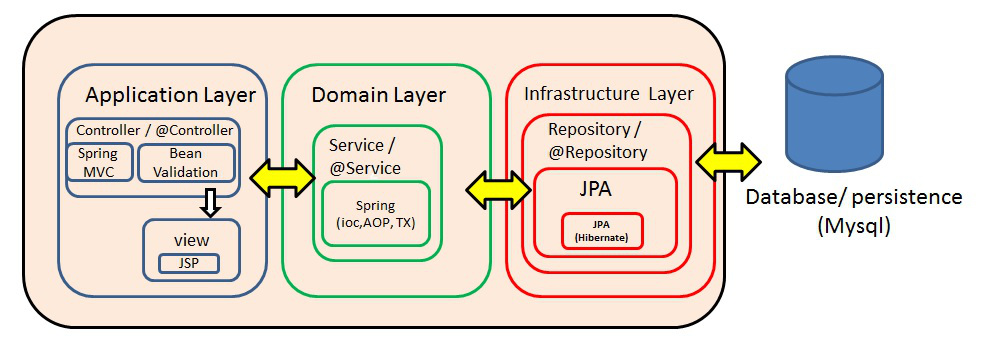 Application Layer
Controller / @Controller
Spring
MVC
Bean
Validation
view
JSP
Domain Layer
Service /
@Service
Spring
(ioc,AOP, TX)
Infrastructure Layer
Repository /
@Repository
JPA
JPA
(Hibernate)
Database/ persistence
(Mysql)